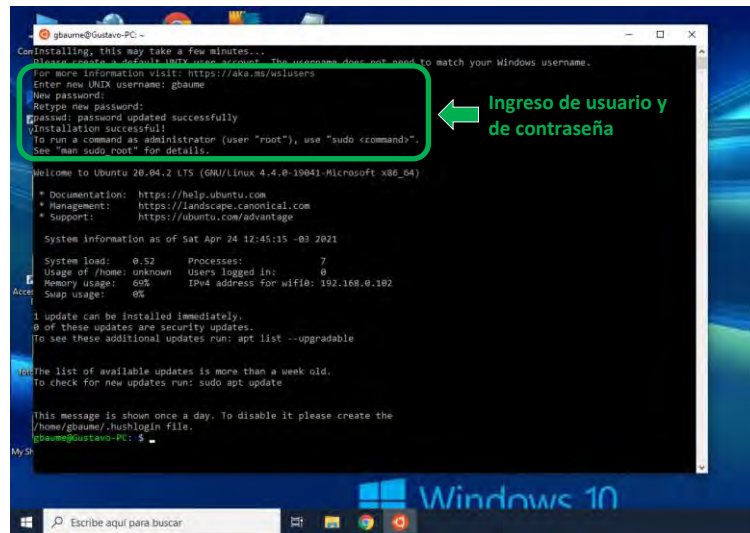 gbaume@Gustavo-PC: ~
Installing, this may take a few minutes...
Please create a default UNIX user account. The username does not need to match your Windows username.
For more information visit: https://aka.ms/wslusers
Enter new UNIX username: gbaume
New password:
Retype new password:
passwd: password updated successfully
Installation successful!
To run a command as administrator (user "root"), use "sudo <command>".
See "man sudo_root" for details.
Ingreso de usuario y
de contraseña
Welcome to Ubuntu 20.04.2 LTS (GNU/Linux 4.4.0-19041-Microsoft x86_64)
* Documentation: https://help.ubuntu.com
* Management: https://landscape.canonical.com
* Support: https://ubuntu.com/advantage
System information as of Sat Apr 24 12:45:15 -03 2021
System load: 0.52 Processes: 7
Usage of /home: unknown Users logged in: 0
Memory usage: 69% IPv4 address for wifi0: 192.168.0.102
Swap usage: 0%
1 update can be installed immediately.
0 of these updates are security updates.
To see these additional updates run: apt list --upgradable
The list of available updates is more than a week old.
To check for new updates run: sudo apt update
This message is shown once a day. To disable it please create the
/home/gbaume/.hushlogin file.
gbaume@Gustavo-PC: $
Windows 10
Escribe aquí para buscar